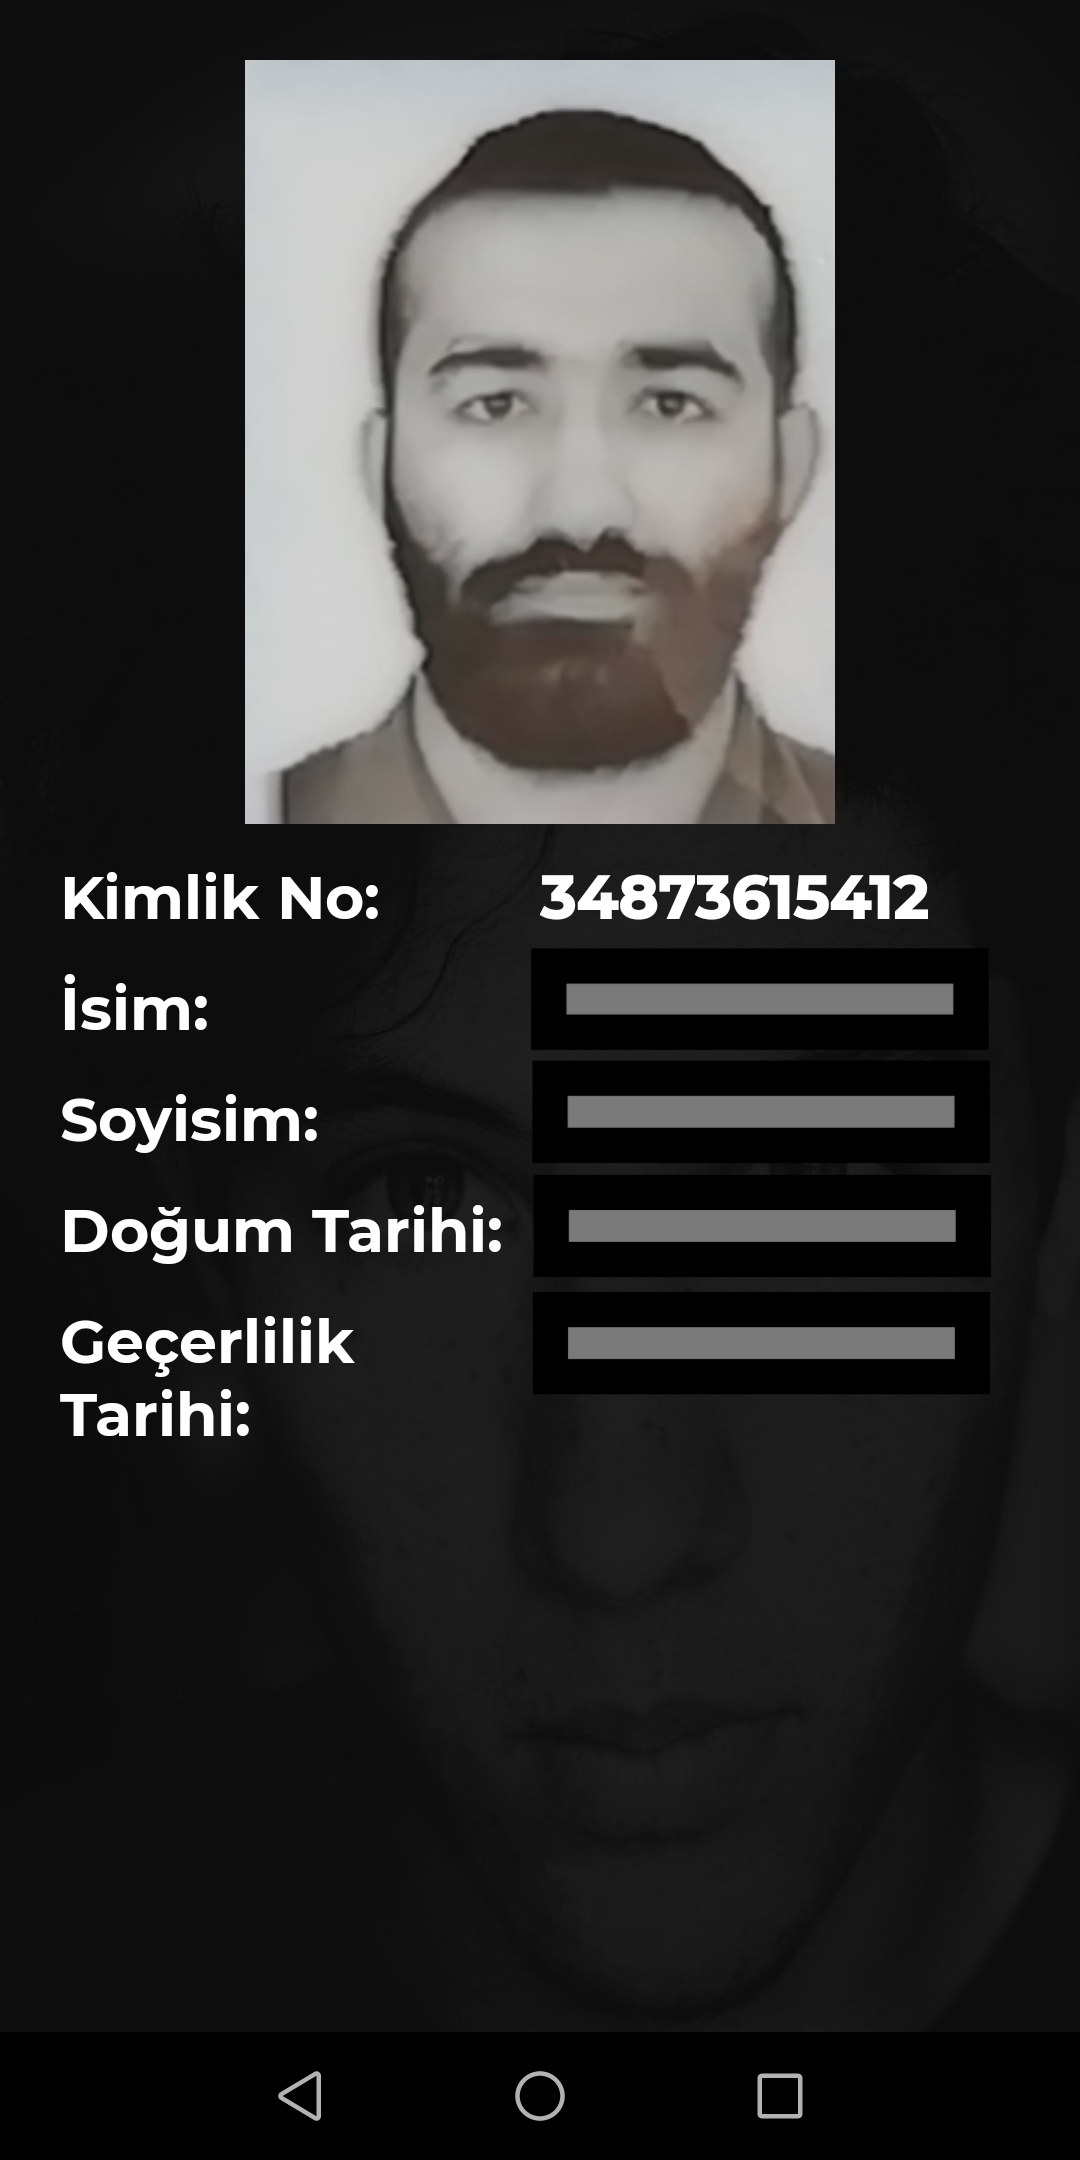 Kimlik No: 34873615412
İsim:
Soyisim:
Doğum Tarihi:
Geçerlilik
Tarihi: